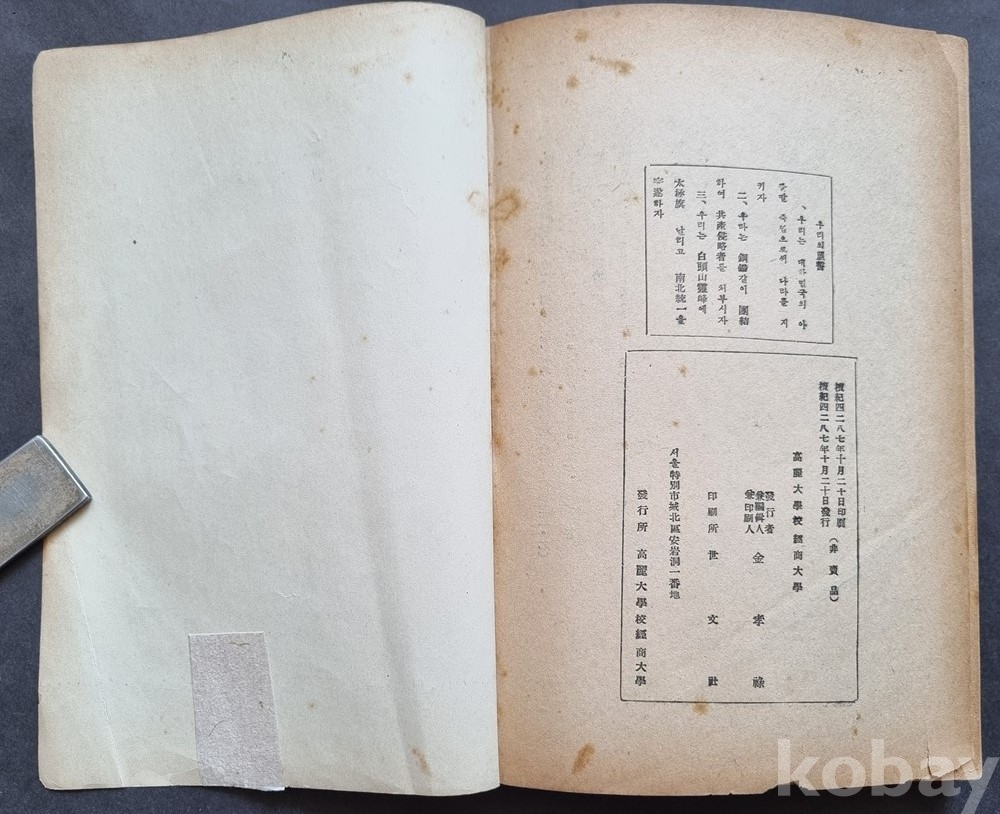 우리의盟誓
、우리는 대한민국의 아
들딸 죽엄으로써 나라를 지
키자
二、우리는 鋼鐵같이 團結
하여 共產侵略者를 처부시자
三、우리는 白頭山靈峰에
太極旗 날리고 南北統一을
完遂하자
檀紀四二八七年十月二十日印刷
檀紀四二八七年十月二十日發行 (非賣品)
高麗大學校 經商大學
發行者
兼編輯人
兼印刷人 金孝祿
印刷所 世文社
서울特別市城北區安岩洞一番地
發行所 高麗大學校經商大學
kobay